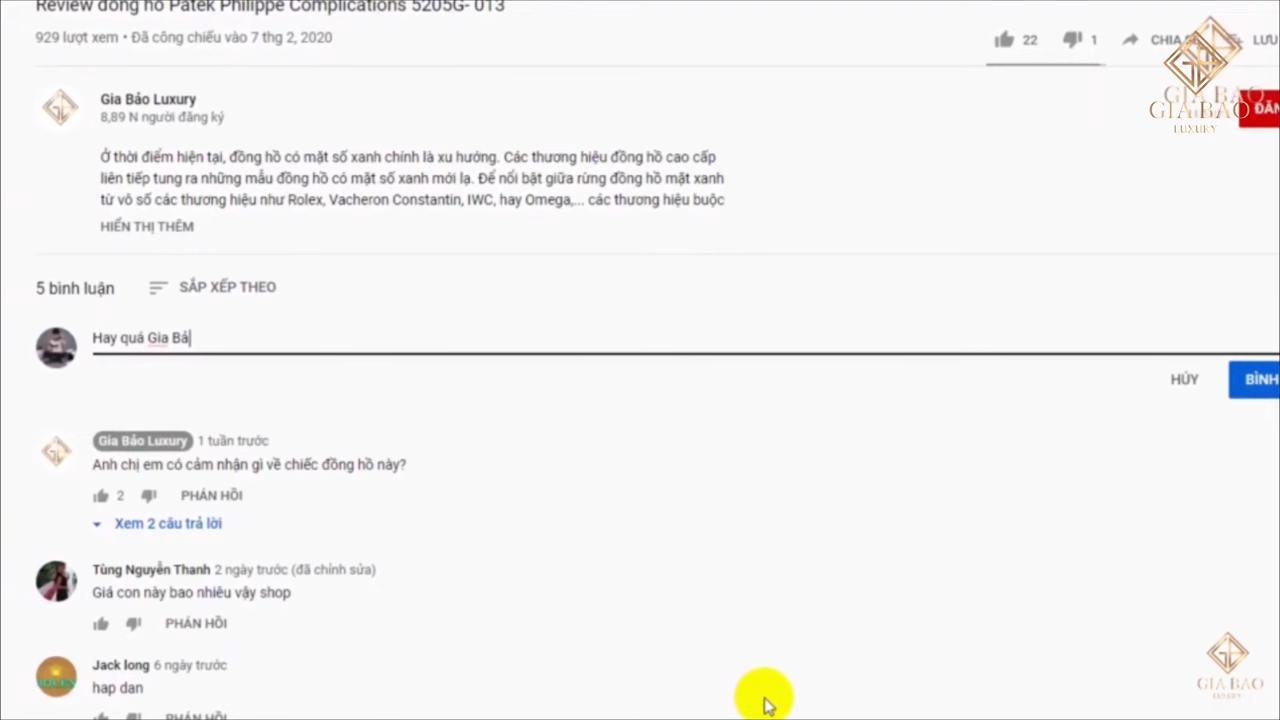 Review đồng hồ Patek Philippe Complications 5205G- 013
929 lượt xem • Đã công chiếu vào 7 thg 2, 2020
22
1
CHIA
LƯU
Gia Bảo Luxury
8,89 N người đăng ký
GIA BAO
LUXURY
ĐĂN
Ở thời điểm hiện tại, đồng hồ có mặt số xanh chính là xu hướng. Các thương hiệu đồng hồ cao cấp
liên tiếp tung ra những mẫu đồng hồ có mặt số xanh mới lạ. Để nổi bật giữa rừng đồng hồ mặt xanh
từ vô số các thương hiệu như Rolex, Vacheron Constantin, IWC, hay Omega,... các thương hiệu buộc
HIỂN THỊ THÊM
5 bình luận
SẮP XẾP THEO
Hay quá Gia Bả
HỦY
BÌNH
Gia Bảo Luxury 1 tuần trước
Anh chị em có cảm nhận gì về chiếc đồng hồ này?
2
PHẢN HỒI
Xem 2 câu trả lời
Tùng Nguyễn Thanh 2 ngày trước (đã chỉnh sửa)
Giá con này bao nhiêu vậy shop
PHẢN HỒI
Jack long 6 ngày trước
hap dan
PHẢN HỒI
GIA BAO
LUXURY